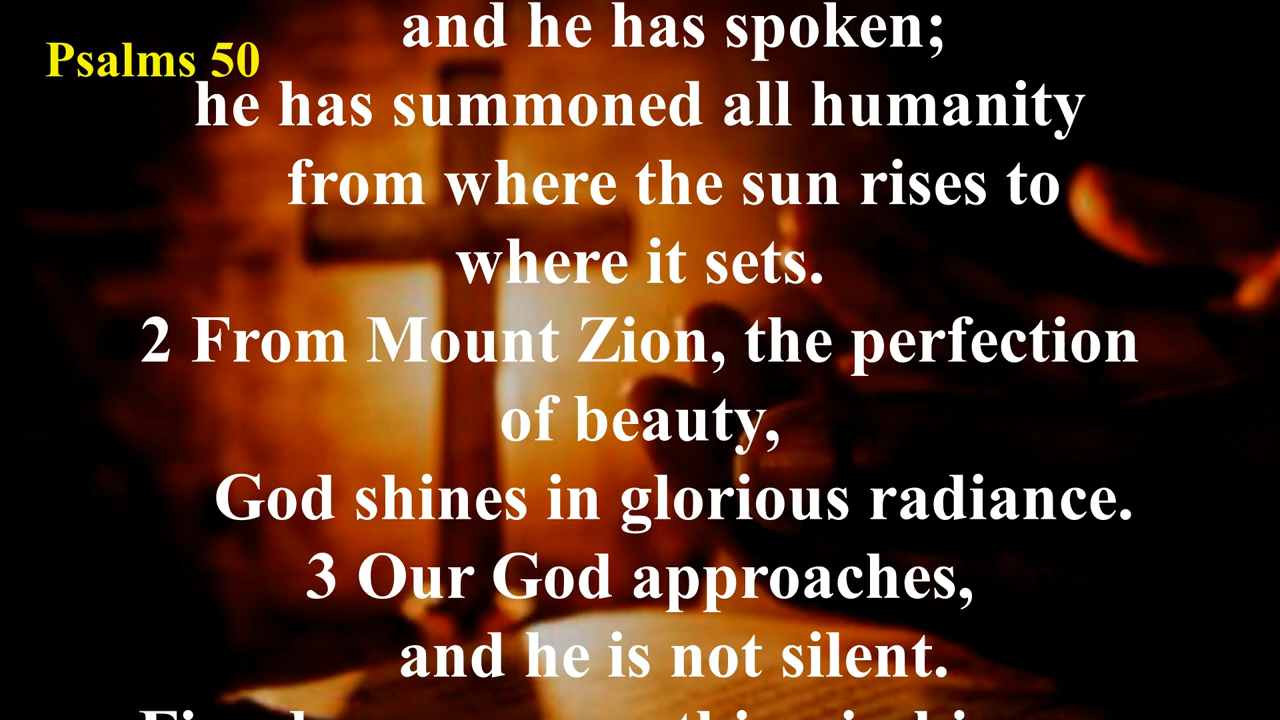 Psalms 50
and he has spoken;
he has summoned all humanity
from where the sun rises to
where it sets.
2 From Mount Zion, the perfection
of beauty,
God shines in glorious radiance.
3 Our God approaches,
and he is not silent.